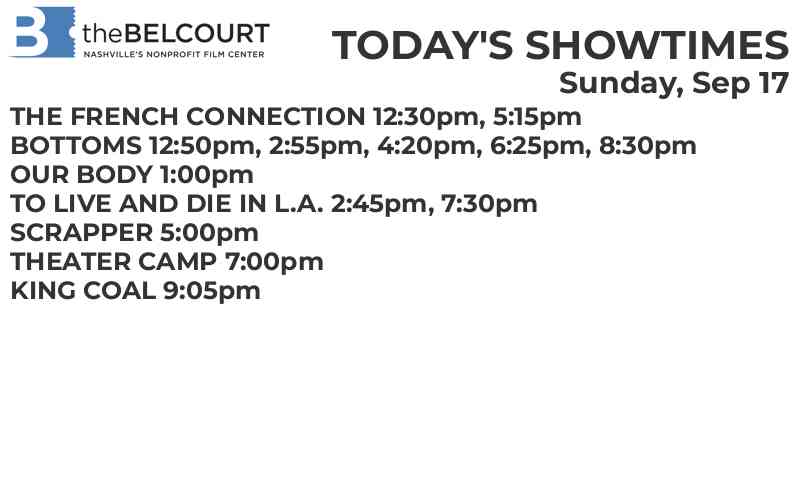 B theBELCOURT
NASHVILLE'S NONPROFIT FILM CENTER
TODAY'S SHOWTIMES
Sunday, Sep 17
THE FRENCH CONNECTION 12:30pm, 5:15pm
BOTTOMS 12:50pm, 2:55pm, 4:20pm, 6:25pm, 8:30pm
OUR BODY 1:00pm
TO LIVE AND DIE IN L.A. 2:45pm, 7:30pm
SCRAPPER 5:00pm
THEATER CAMP 7:00pm
KING COAL 9:05pm